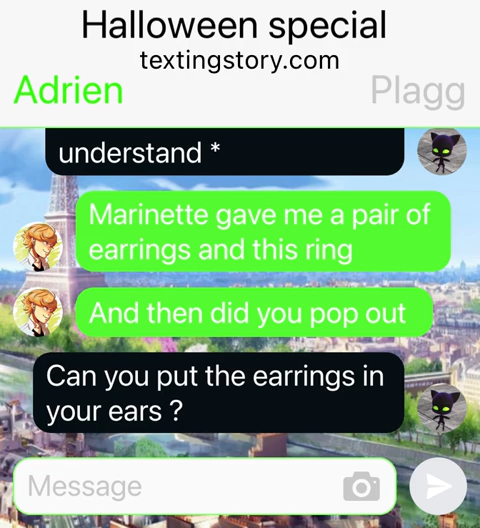 Halloween special
textingstory.com
Adrien Plagg
understand *
Marinette gave me a pair of
earrings and this ring
And then did you pop out
Can you put the earrings in
your ears ?
Message